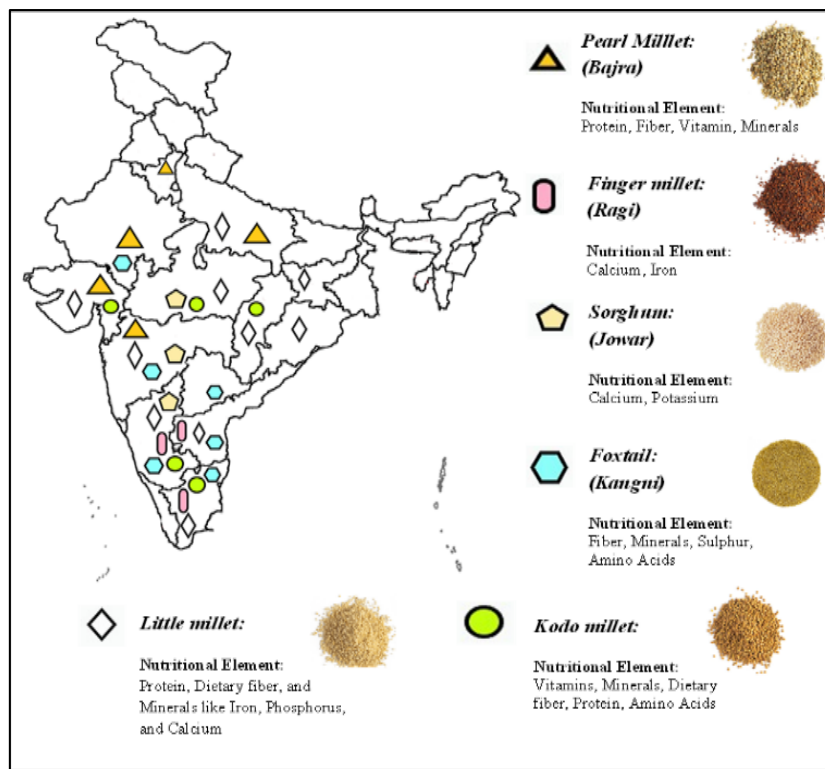 Pearl Milllet:
(Bajra)
Nutritional Element:
Protein, Fiber, Vitamin, Minerals
Finger millet:
(Ragi)
Nutritional Element:
Calcium, Iron
Sorghum:
(Jowar)
Nutritional Element:
Calcium, Potassium
Foxtail:
(Kangni)
Nutritional Element:
Fiber, Minerals, Sulphur,
Amino Acids
Little millet:
Nutritional Element:
Protein, Dietary fiber, and
Minerals like Iron, Phosphorus,
and Calcium
Kodo millet:
Nutritional Element:
Vitamins, Minerals, Dietary
fiber, Protein, Amino Acids